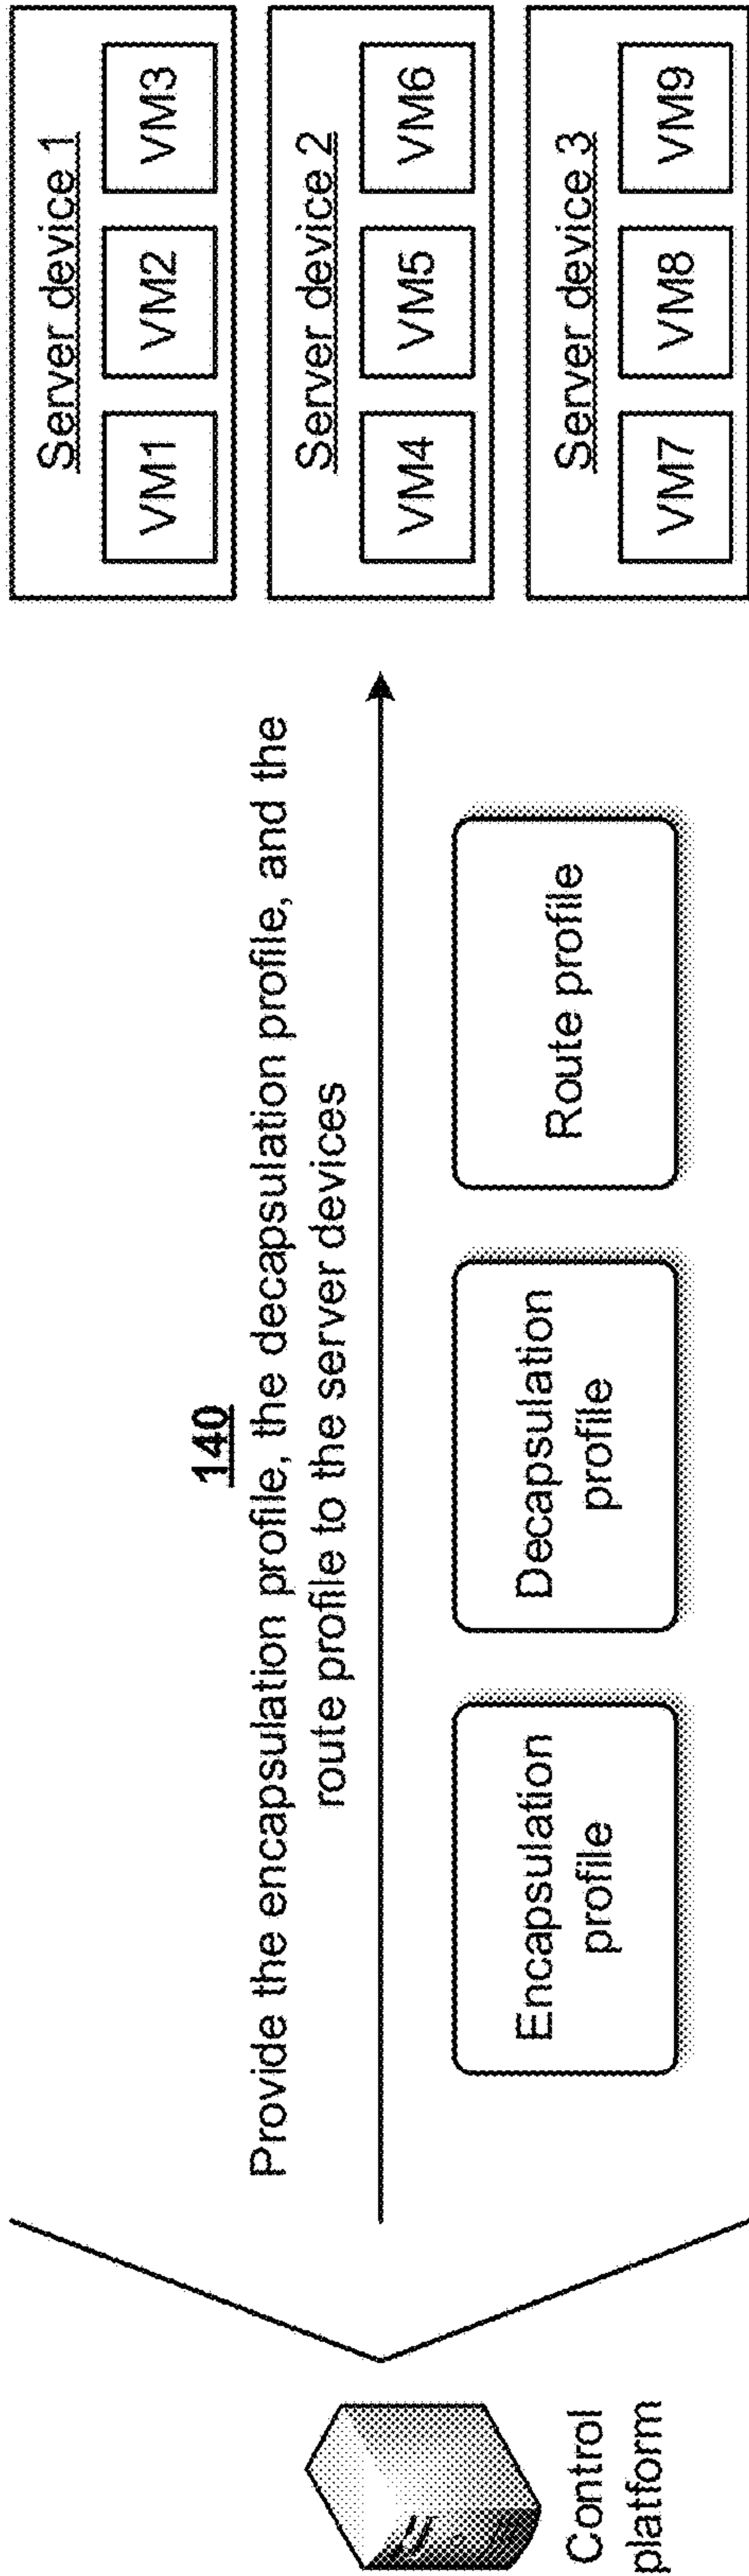 140
Provide the encapsulation profile, the decapsulation profile, and the
route profile to the server devices
Control
platform
Encapsulation
profile
Decapsulation
profile
Route profile
Server device 1
VM1 VM2 VM3
Server device 2
VM4 VM5 VM6
Server device 3
VM7 VM8 VM9